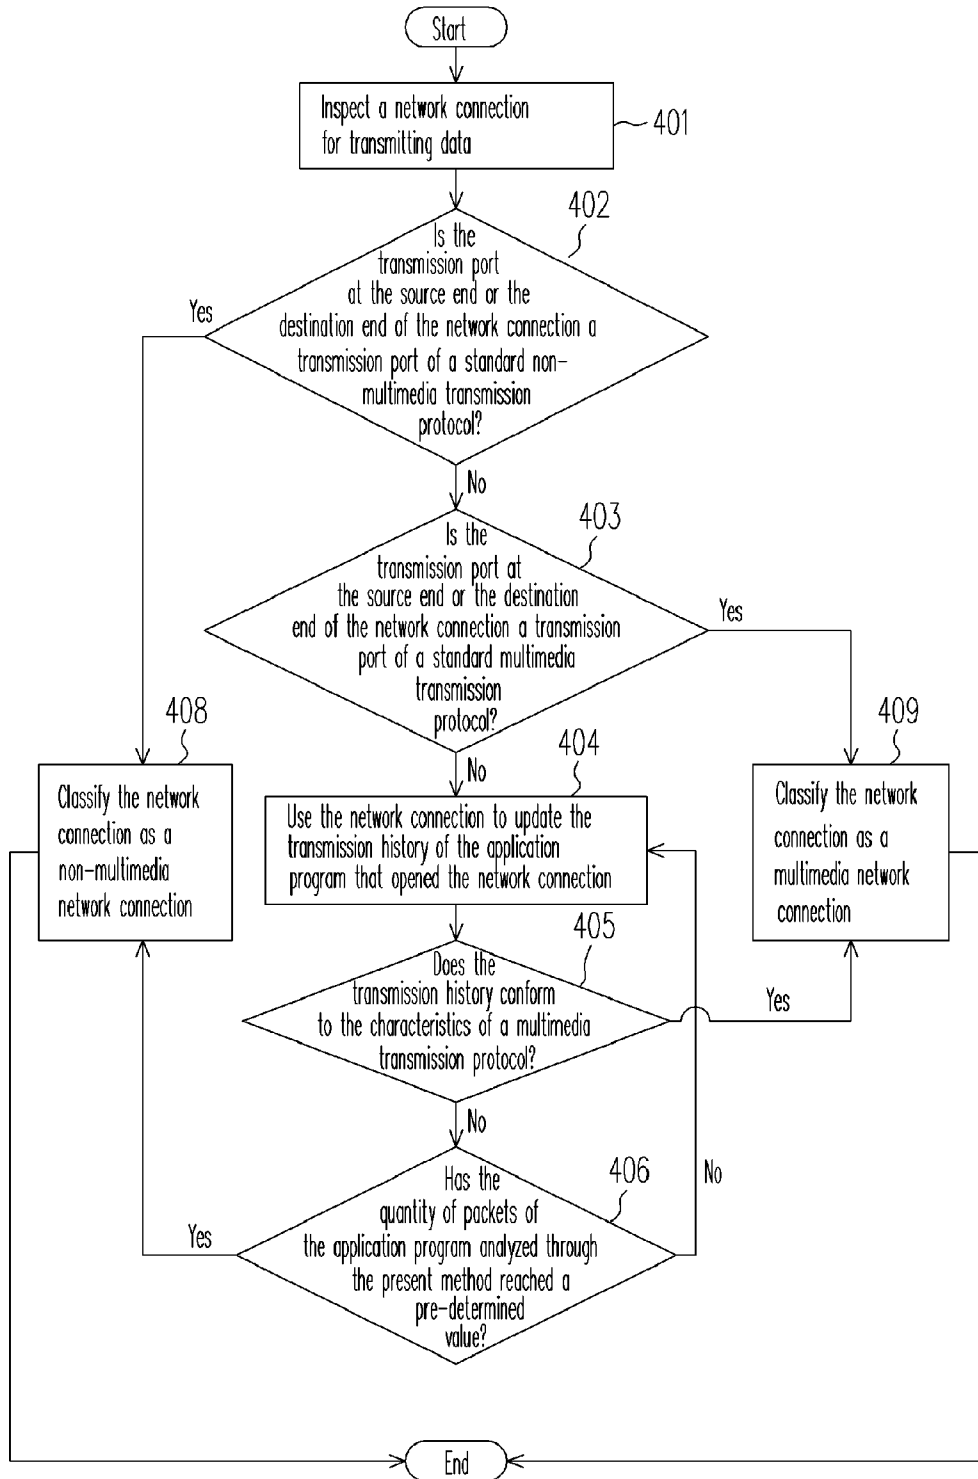 Start
Inspect a network connection
for transmitting data
401
402
Is the
transmission port
at the source end or the
destination end of the network connection a
transmission port of a standard non-
multimedia transmission
protocol?
Yes
No
403
Is the
transmission port at
the source end or the destination
end of the network connection a transmission
port of a standard multimedia
transmission
protocol?
Yes
No
408
Classify the network
connection as a
non-multimedia
network connection
404
Use the network connection to update the
transmission history of the application
program that opened the network connection
409
Classify the network
connection as a
multimedia network
connection
405
Does the
transmission history conform
to the characteristics of a multimedia
transmission protocol?
Yes
No
406
Has the
quantity of packets of
the application program analyzed through
the present method reached a
pre-determined
value?
Yes
No
End